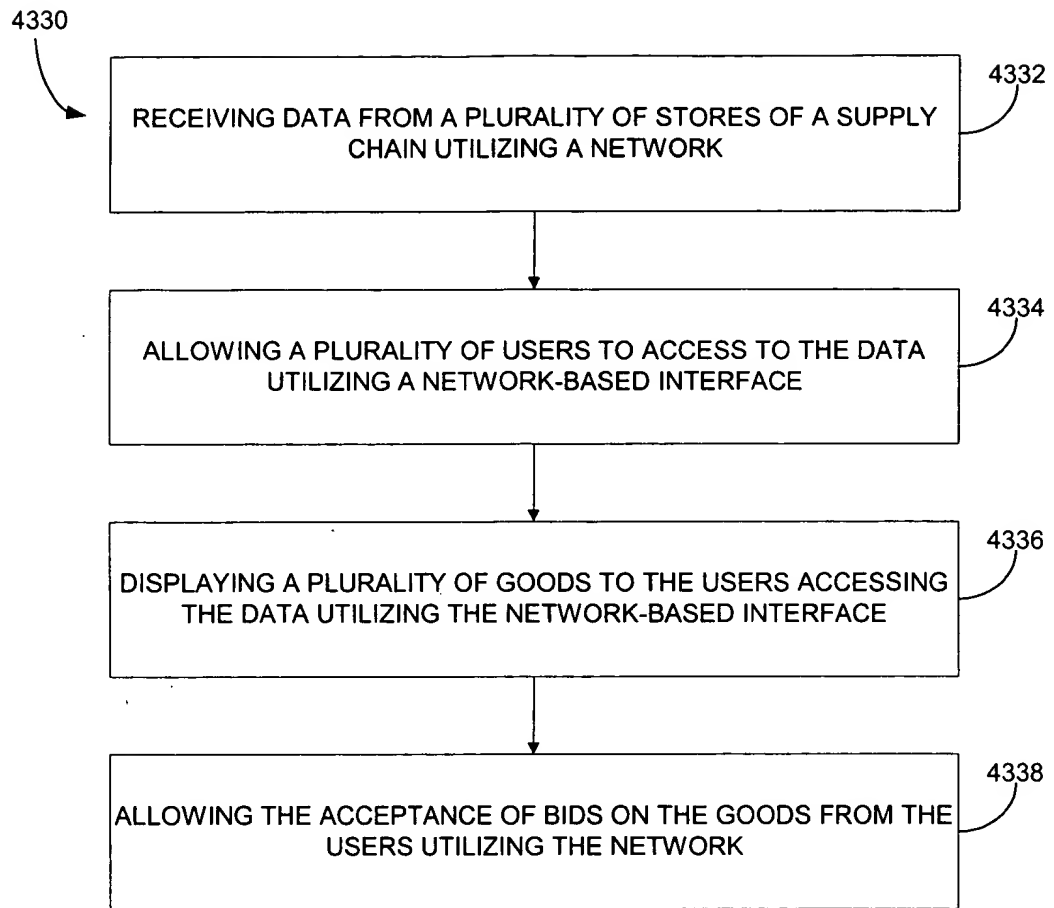 4330
4332
RECEIVING DATA FROM A PLURALITY OF STORES OF A SUPPLY
CHAIN UTILIZING A NETWORK
4334
ALLOWING A PLURALITY OF USERS TO ACCESS TO THE DATA
UTILIZING A NETWORK-BASED INTERFACE
4336
DISPLAYING A PLURALITY OF GOODS TO THE USERS ACCESSING
THE DATA UTILIZING THE NETWORK-BASED INTERFACE
4338
ALLOWING THE ACCEPTANCE OF BIDS ON THE GOODS FROM THE
USERS UTILIZING THE NETWORK